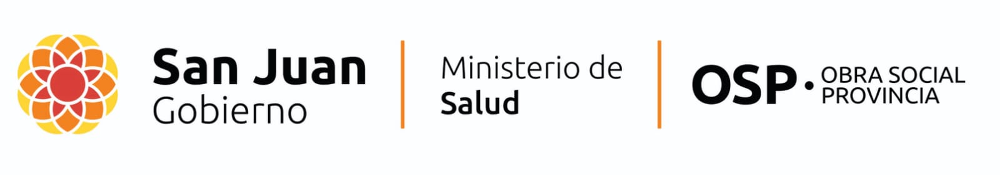 San Juan
Gobierno
Ministerio de
Salud
OSP
OBRA SOCIAL
PROVINCIA